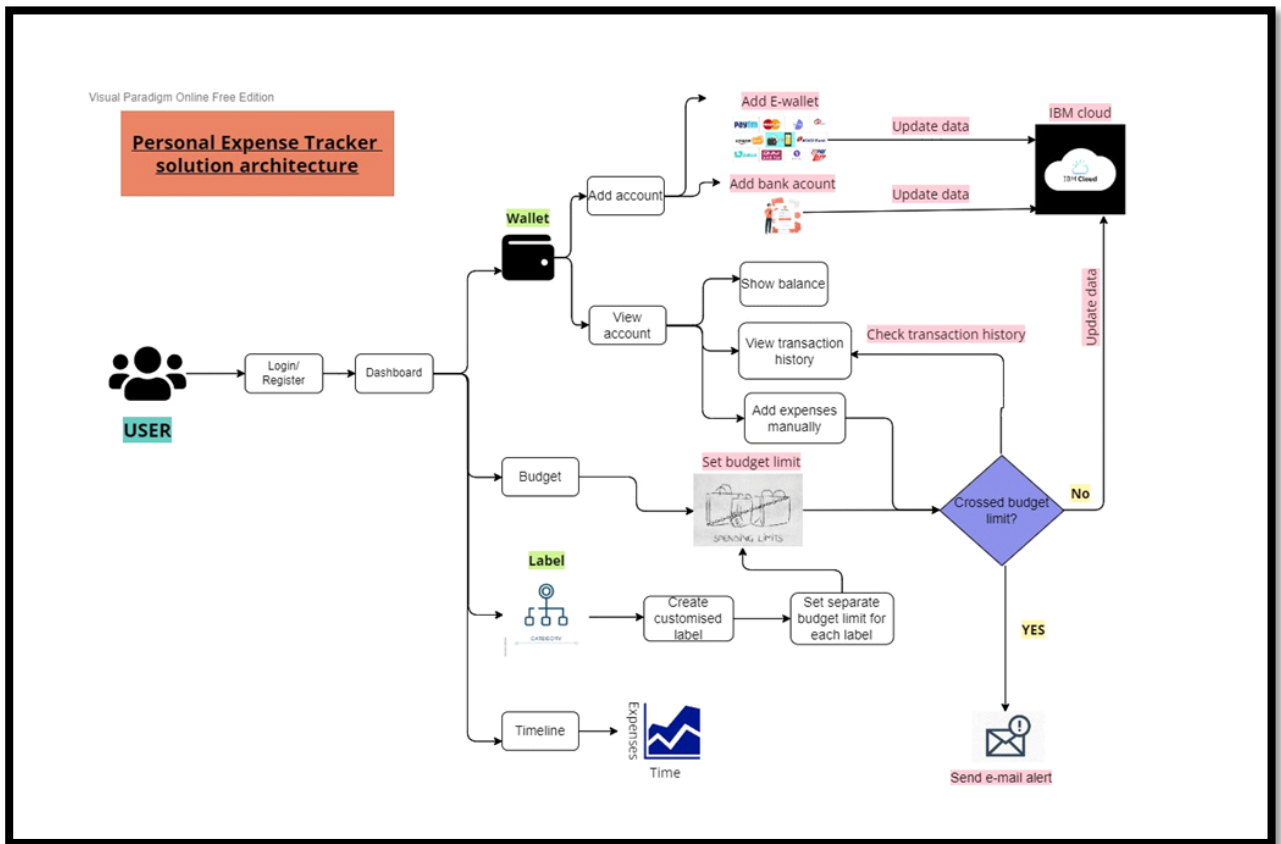 Visual Paradigm Online Free Edition
Personal Expense Tracker
solution architecture
Add E-wallet
Paytm
Update data
IBM cloud
IBM Cloud
Add account
Add bank acount
Update data
Wallet
Show balance
View
account
View transaction
history
Check transaction history
Update data
Login/
Register
Dashboard
USER
Add expenses
manually
Set budget limit
Budget
SPENDING LIMITS
Crossed budget
limit?
No
Label
CATEGORY
Create
customised
label
Set separate
budget limit for
each label
YES
Timeline
Expenses
Time
Send e-mail alert